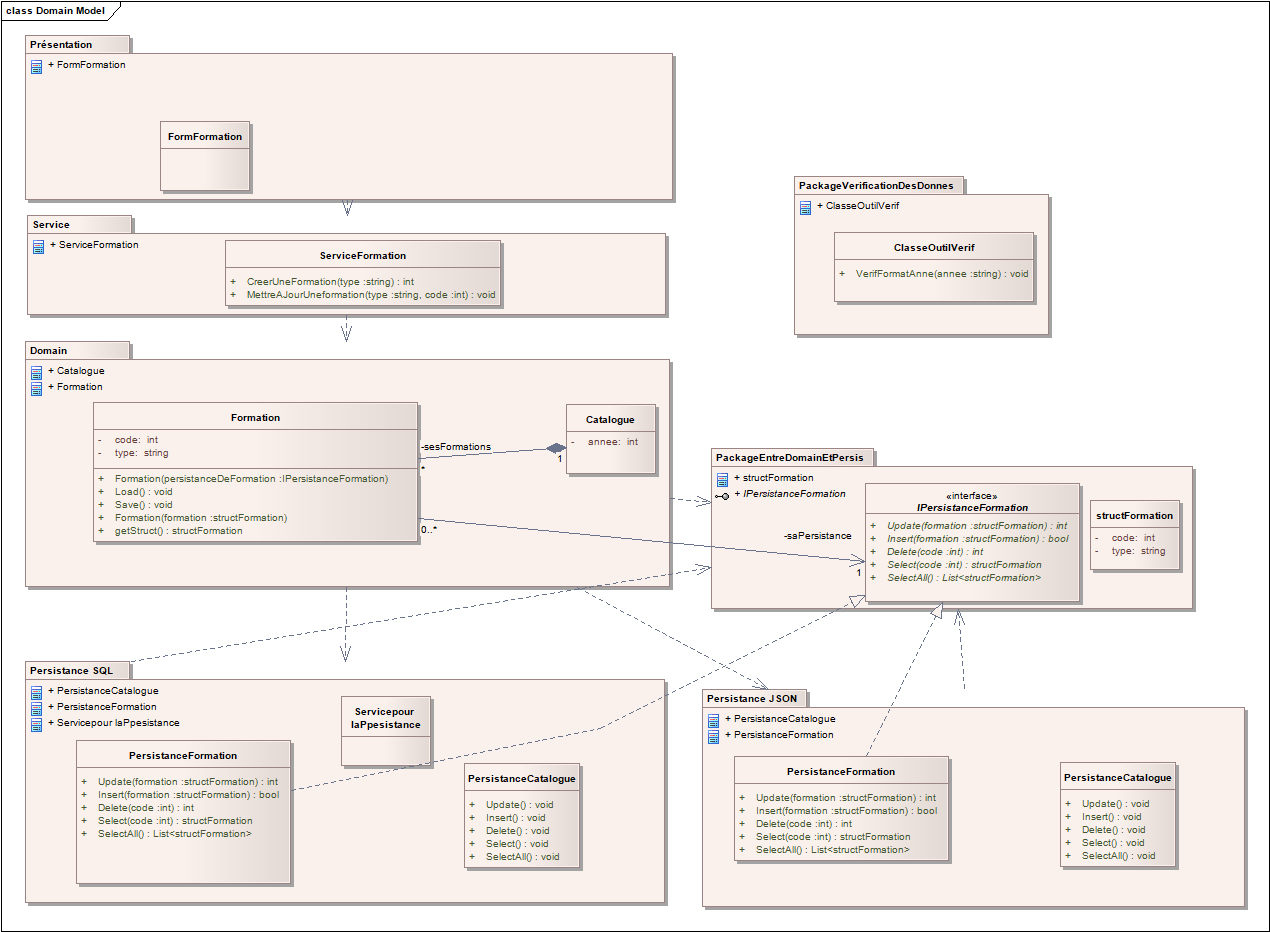 class Domain Model
Présentation
+ FormFormation
FormFormation
Service
+ ServiceFormation
ServiceFormation
+ CreerUneFormation(type :string) : int
+ MettreAJourUneformation(type :string, code :int) : void
PackageVerificationDesDonnes
+ ClasseOutilVerif
ClasseOutilVerif
+ VerifFormatAnne(annee :string) : void
Domain
+ Catalogue
+ Formation
Formation
- code: int
- type: string
+ Formation(persistanceDeFormation :IPersistanceFormation)
+ Load() : void
+ Save() : void
+ Formation(formation :structFormation)
+ getStruct() : structFormation
-sesFormations
*
1
Catalogue
- annee: int
0..*
-saPersistance
1
PackageEntreDomainEtPersis
+ structFormation
+ IPersistanceFormation
«interface»
IPersistanceFormation
+ Update(formation :structFormation) : int
+ Insert(formation :structFormation) : bool
+ Delete(code :int) : int
+ Select(code :int) : structFormation
+ SelectAll() : List<structFormation>
structFormation
- code: int
- type: string
Persistance SQL
+ PersistanceCatalogue
+ PersistanceFormation
+ Servicepour laPpesistance
PersistanceFormation
+ Update(formation :structFormation) : int
+ Insert(formation :structFormation) : bool
+ Delete(code :int) : int
+ Select(code :int) : structFormation
+ SelectAll() : List<structFormation>
Servicepour
laPpesistance
PersistanceCatalogue
+ Update() : void
+ Insert() : void
+ Delete() : void
+ Select() : void
+ SelectAll() : void
Persistance JSON
+ PersistanceCatalogue
+ PersistanceFormation
PersistanceFormation
+ Update(formation :structFormation) : int
+ Insert(formation :structFormation) : bool
+ Delete(code :int) : int
+ Select(code :int) : structFormation
+ SelectAll() : List<structFormation>
PersistanceCatalogue
+ Update() : void
+ Insert() : void
+ Delete() : void
+ Select() : void
+ SelectAll() : void